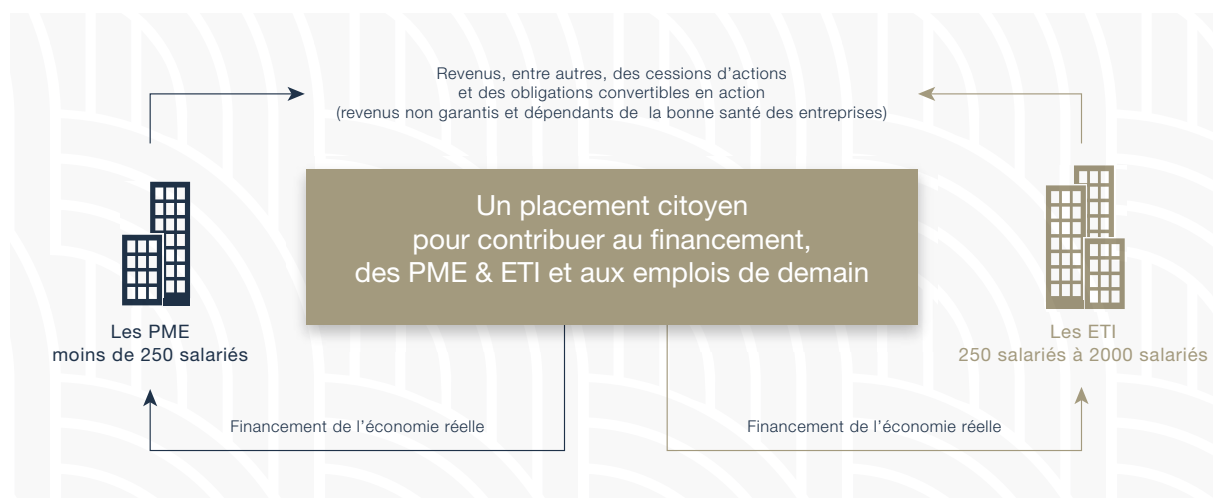 Revenus, entre autres, des cessions d’actions
et des obligations convertibles en action
(revenus non garantis et dépendants de la bonne santé des entreprises)
Un placement citoyen
pour contribuer au financement,
des PME & ETI et aux emplois de demain
Les PME
moins de 250 salariés
Les ETI
250 salariés à 2000 salariés
Financement de l’économie réelle
Financement de l’économie réelle